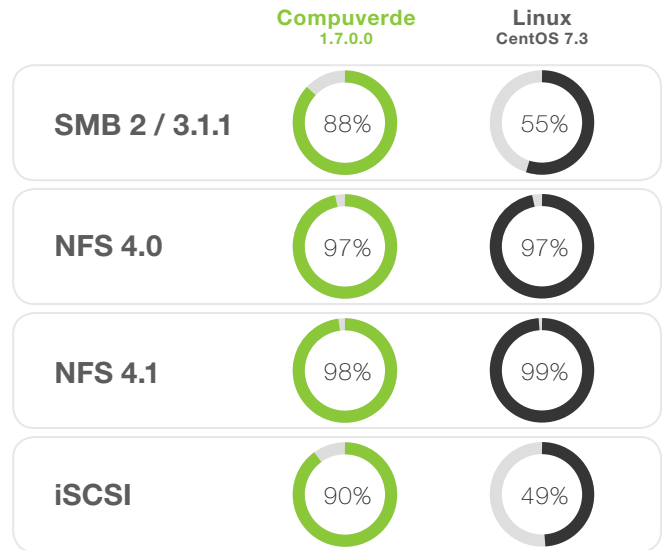 Compuverde Linux
1.7.0.0 CentOS 7.3
SMB 2 / 3.1.1 88% 55%
NFS 4.0 97% 97%
NFS 4.1 98% 99%
iSCSI 90% 49%